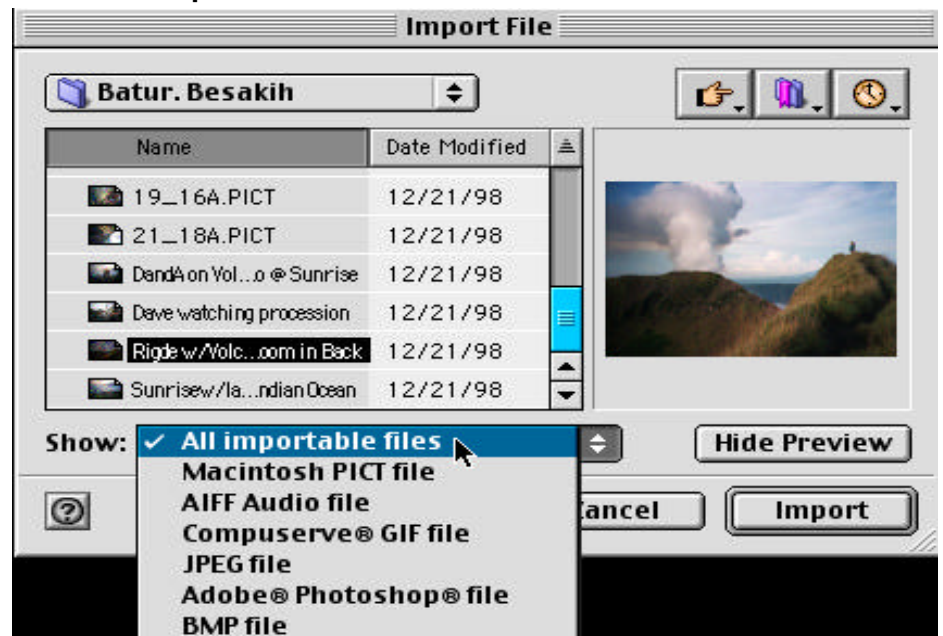 Import File
Batur. Besakih
Name Date Modified
19_16A.PICT 12/21/98
21_18A.PICT 12/21/98
DandA on Vol...o @ Sunrise 12/21/98
Dave watching procession 12/21/98
Rigde w/Volc...oom in Back 12/21/98
Sunrisew/la...ndian Ocean 12/21/98
Show: ✓ All importable files Hide Preview
Macintosh PICT file
AIFF Audio file
ancel Import
Compuserve® GIF file
JPEG file
Adobe® Photoshop® file
BMP file